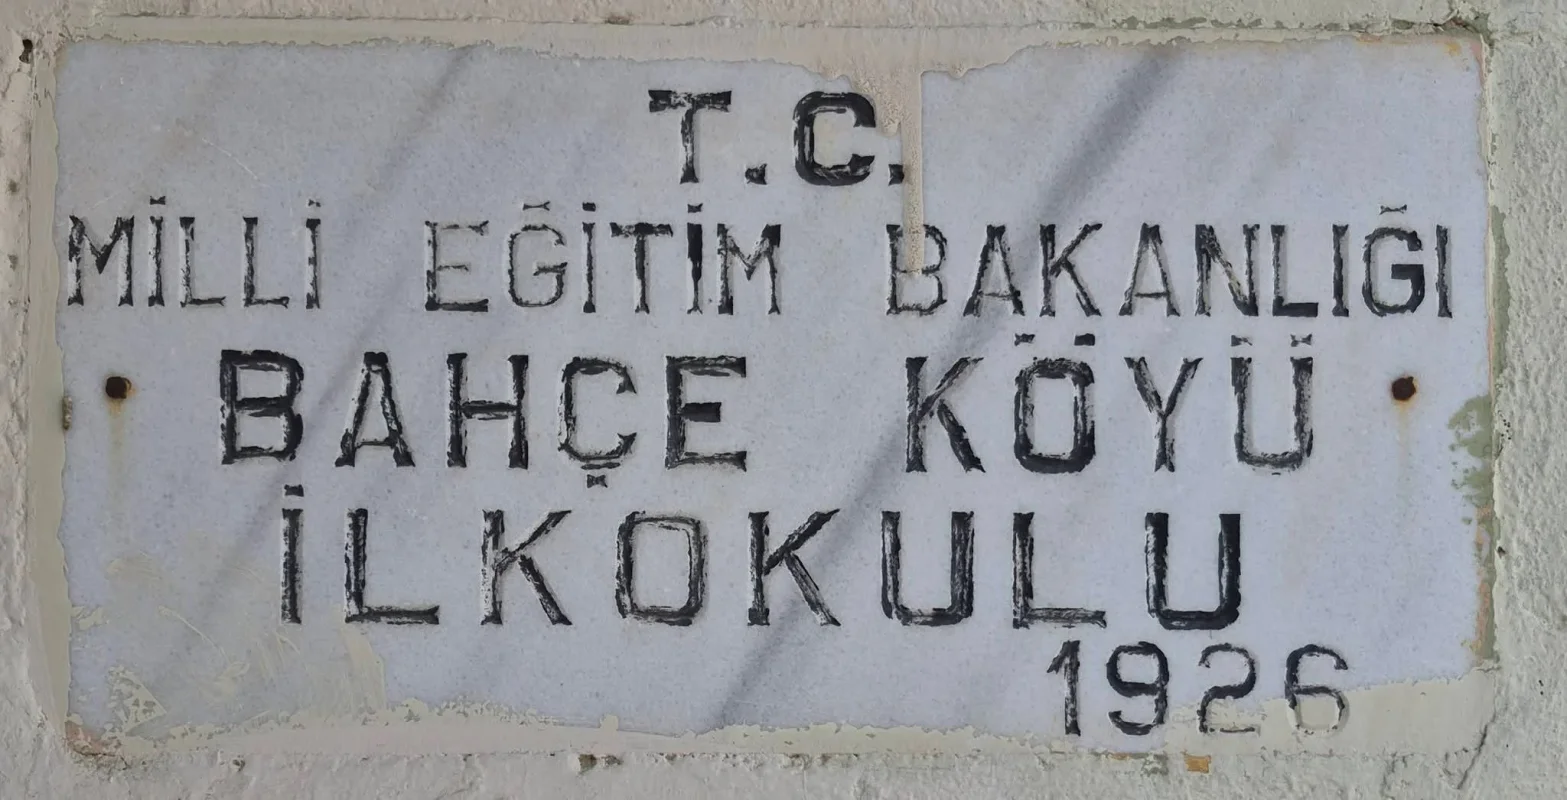 T.C.
MİLLİ EĞİTİM BAKANLIĞI
BAHÇE KÖYÜ
İLKOKULU
1926